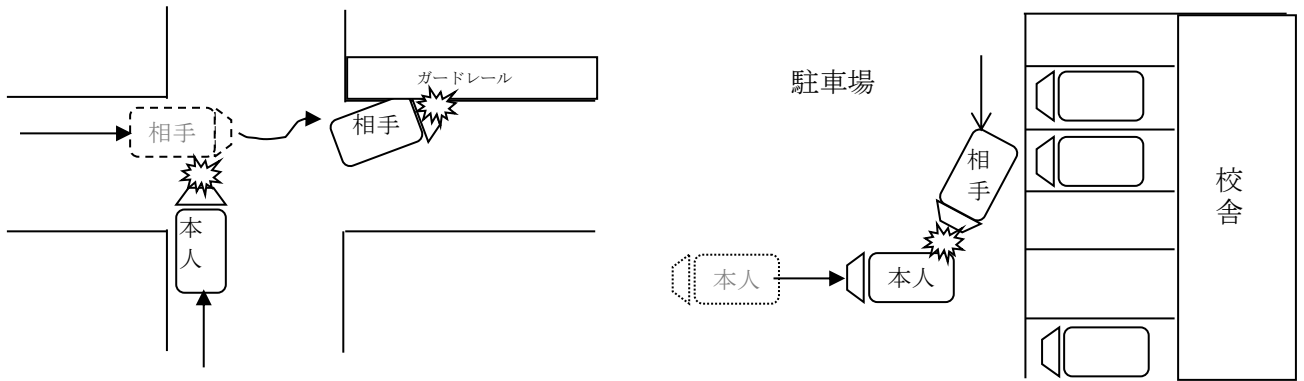 ガードレール
相手
相手
本
人
駐車場
相
手
本人
本人
校
舎